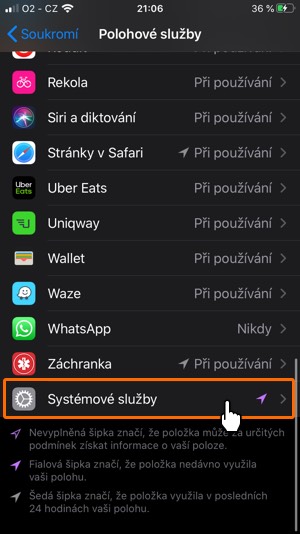 O2 - CZ 21:06 36 %
Soukromí Polohové služby
Rekola Při používání
Siri a diktování Při používání
Stránky v Safari Při používání
Uber Eats Uber Eats Při používání
Uniqway Při používání
Wallet Při používání
Waze Při používání
WhatsApp Nikdy
Záchranka Při používání
Systémové služby
Nevyplněná šipka značí, že položka může za určitých
podmínek získat informace o vaší poloze.
Fialová šipka značí, že položka nedávno využila
vaši polohu.
Šedá šipka značí, že položka využila v posledních
24 hodinách vaši polohu.